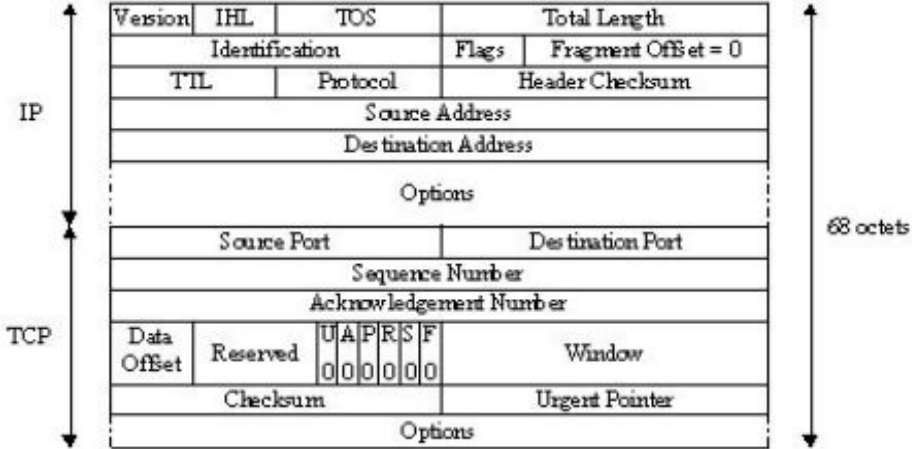 Version IHL TOS Total Length
Identification Flags Fragment Offset = 0
TTL Protocol Header Checksum
IP Source Address
Destination Address
Options
68 octets
Source Port Destination Port
Sequence Number
Acknowledgement Number
TCP Data Offset Reserved U A P R S F Window
0 0 0 0 0 0
Checksum Urgent Pointer
Options